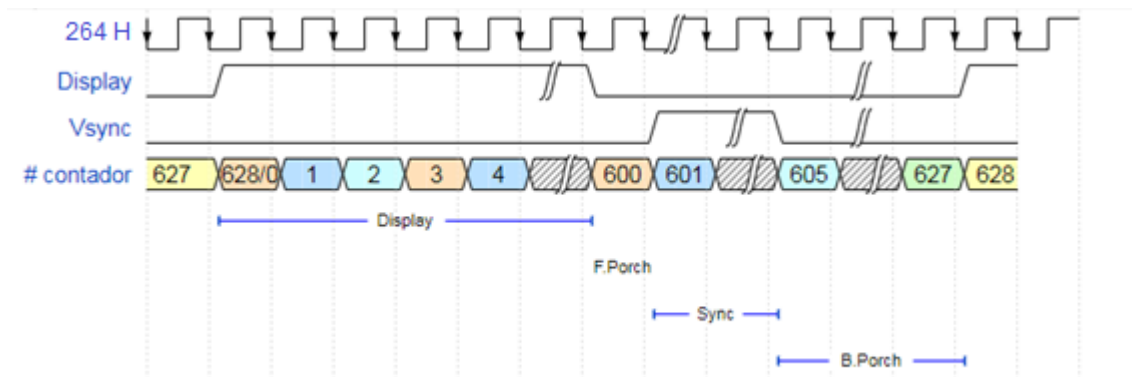 264 H
Display
Vsync
# contador 627 628/0 1 2 3 4 600 601 605 627 628
Display
F.Porch
Sync
B.Porch